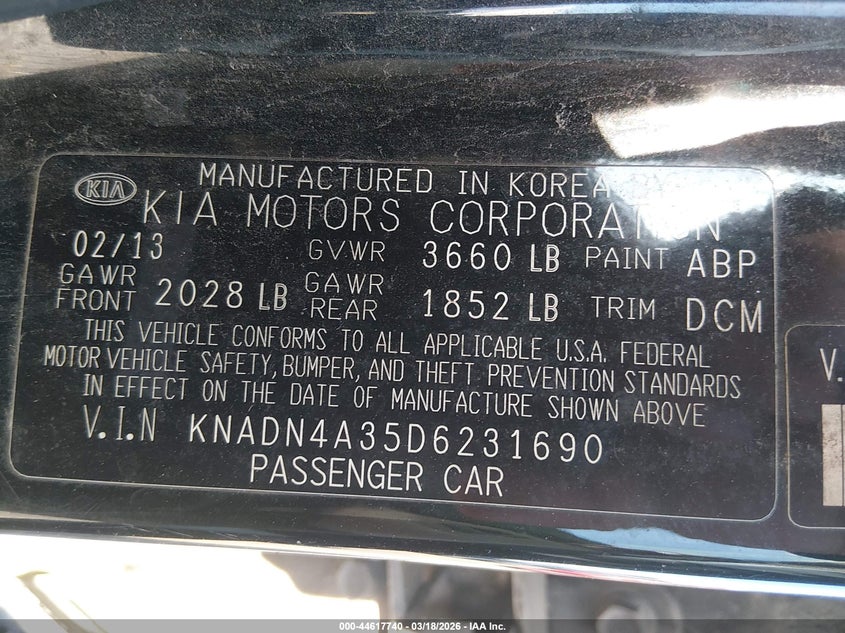 MANUFACTURED IN KOREA
KIA KIA MOTORS CORPORATION
02/13 GVWR 3660 LB PAINT ABP
GAWR FRONT 2028 LB GAWR REAR 1852 LB TRIM DCM
THIS VEHICLE CONFORMS TO ALL APPLICABLE U.S.A. FEDERAL
MOTOR VEHICLE SAFETY, BUMPER, AND THEFT PREVENTION STANDARDS
IN EFFECT ON THE DATE OF MANUFACTURE SHOWN ABOVE
V.I.N KNADN4A35D6231690
PASSENGER CAR
V.
000-44617740 - 03/18/2026 - IAA Inc.